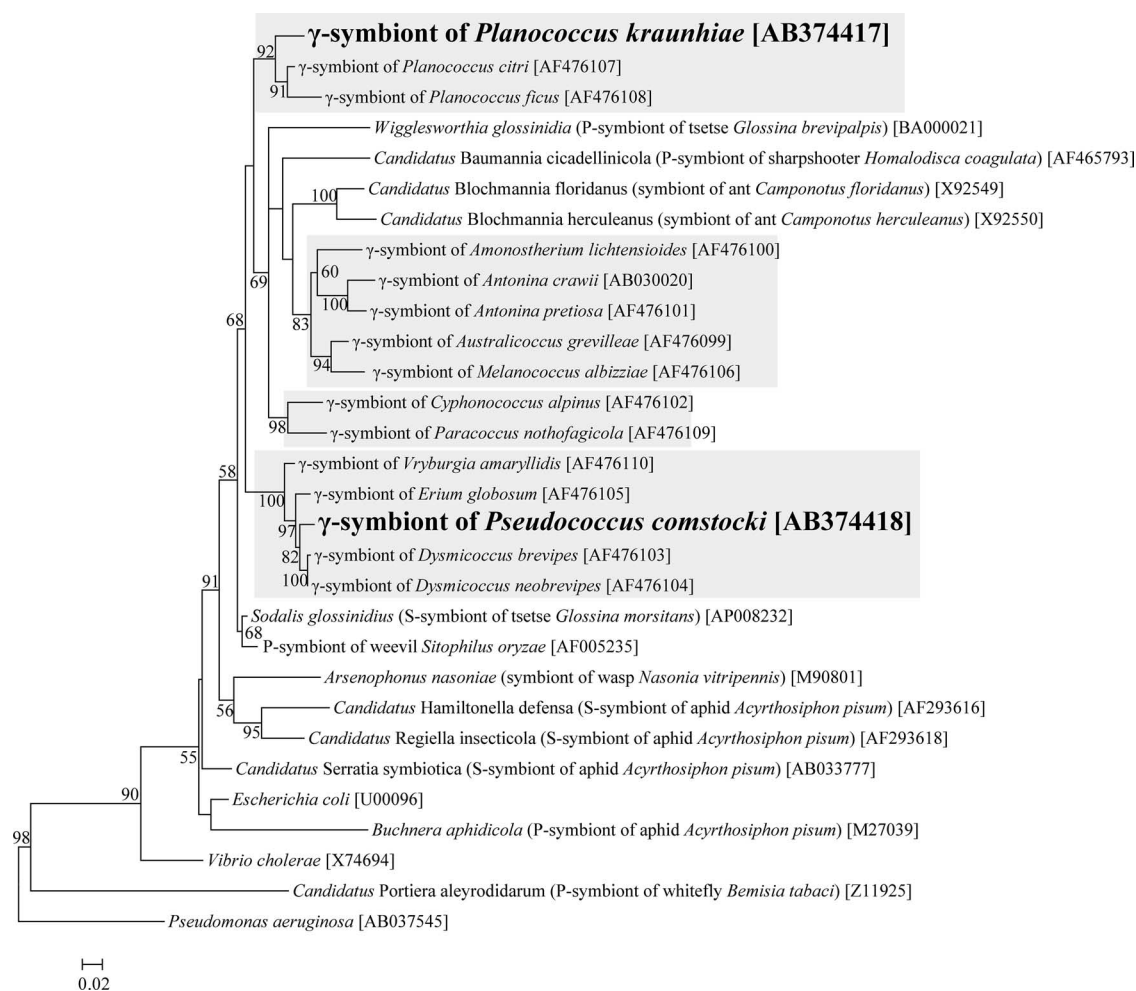 γ-symbiont of Planococcus kraunhiae [AB374417]
92
γ-symbiont of Planococcus citri [AF476107]
91
γ-symbiont of Planococcus ficus [AF476108]
Wigglesworthia glossinidia (P-symbiont of tsetse Glossina brevipalpis) [BA000021]
Candidatus Baumannia cicadellinicola (P-symbiont of sharpshooter Homalodisca coagulata) [AF465793]
Candidatus Blochmannia floridanus (symbiont of ant Camponotus floridanus) [X92549]
100
Candidatus Blochmannia herculeanus (symbiont of ant Camponotus herculeanus) [X92550]
γ-symbiont of Amonostherium lichtensioides [AF476100]
60
69
γ-symbiont of Antonina crawii [AB030020]
100
γ-symbiont of Antonina pretiosa [AF476101]
68
83
γ-symbiont of Australicoccus grevilleae [AF476099]
94
γ-symbiont of Melanococcus albizziae [AF476106]
γ-symbiont of Cyphonococcus alpinus [AF476102]
98
γ-symbiont of Paracoccus nothofagicola [AF476109]
γ-symbiont of Vryburgia amaryllidis [AF476110]
58
100
γ-symbiont of Erium globosum [AF476105]
γ-symbiont of Pseudococcus comstocki [AB374418]
97
82
γ-symbiont of Dysmicoccus brevipes [AF476103]
100
91
γ-symbiont of Dysmicoccus neobrevipes [AF476104]
Sodalis glossinidius (S-symbiont of tsetse Glossina morsitans) [AP008232]
68
P-symbiont of weevil Sitophilus oryzae [AF005235]
Arsenophonus nasoniae (symbiont of wasp Nasonia vitripennis) [M90801]
56
Candidatus Hamiltonella defensa (S-symbiont of aphid Acyrthosiphon pisum) [AF293616]
95
Candidatus Regiella insecticola (S-symbiont of aphid Acyrthosiphon pisum) [AF293618]
55
Candidatus Serratia symbiotica (S-symbiont of aphid Acyrthosiphon pisum) [AB033777]
90
Escherichia coli [U00096]
Buchnera aphidicola (P-symbiont of aphid Acyrthosiphon pisum) [M27039]
98
Vibrio cholerae [X74694]
Candidatus Portiera aleyrodidarum (P-symbiont of whitefly Bemisia tabaci) [Z11925]
Pseudomonas aeruginosa [AB037545]
0.02